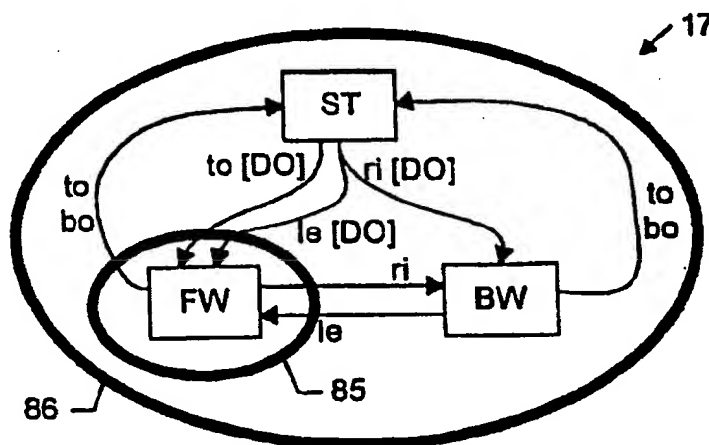 17
ST
to [DO]
ri [DO]
le [DO]
to
bo
to
bo
FW
ri
BW
le
86
85